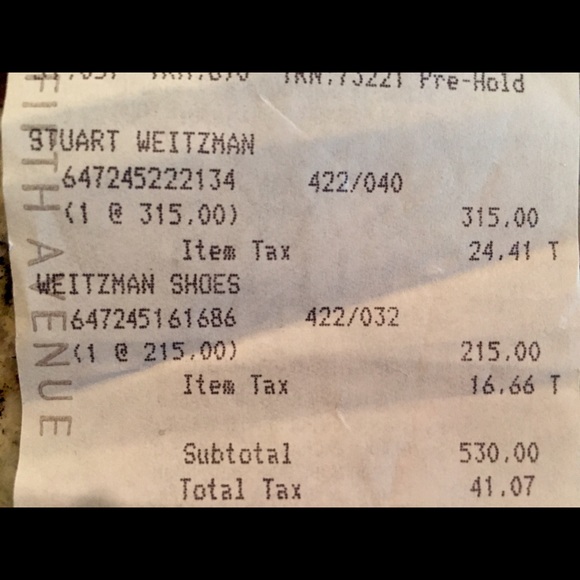 Pre-Hold
STUART WEITZMAN
647245222134 422/040
(1 @ 315.00) 315.00
Item Tax 24.41 T
WEITZMAN SHOES
647245161686 422/032
(1 @ 215.00) 215.00
Item Tax 16.66 T
Subtotal 530.00
Total Tax 41.07
FIFTH AVENUE